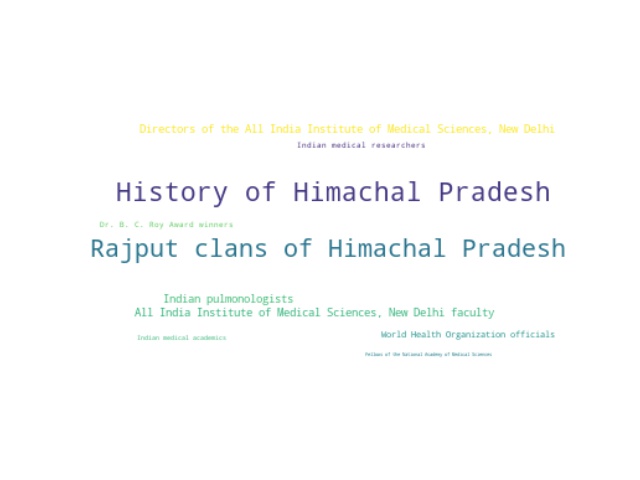 Directors of the All India Institute of Medical Sciences, New Delhi
Indian medical researchers
History of Himachal Pradesh
Dr. B. C. Roy Award winners
Rajput clans of Himachal Pradesh
Indian pulmonologists
All India Institute of Medical Sciences, New Delhi faculty
World Health Organization officials
Indian medical academics
Fellows of the National Academy of Medical Sciences